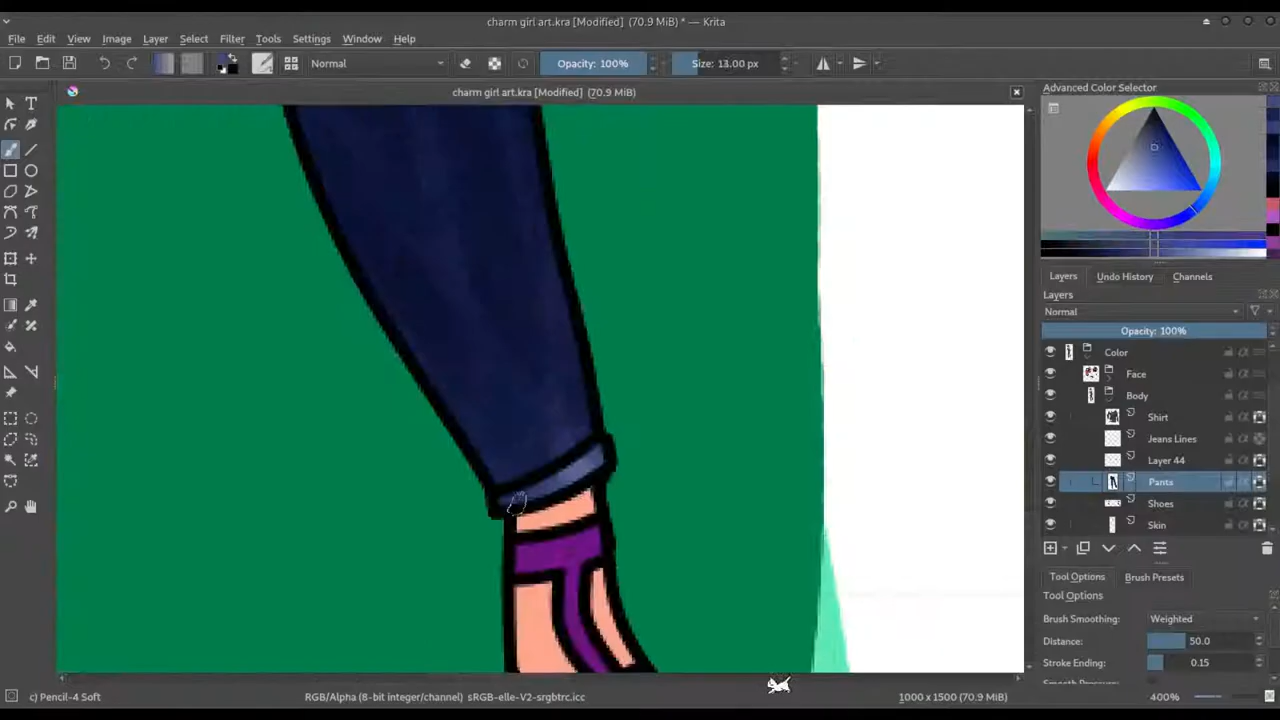 charm girl art.kra [Modified] (70.9 MiB) * — Krita
File Edit View Image Layer Select Filter Tools Settings Window Help
Normal Opacity: 100% Size: 13.00 px
charm girl art.kra [Modified] (70.9 MiB)
Advanced Color Selector
Layers Undo History Channels
Layers
Normal
Opacity: 100%
Color
Face
Body
Shirt
Jeans Lines
Layer 44
Pants
Shoes
Skin
Tool Options Brush Presets
Tool Options
Brush Smoothing: Weighted
Distance: 50.0
Stroke Ending: 0.15
c) Pencil-4 Soft RGB/Alpha (8-bit integer/channel) sRGB-elle-V2-srgbtrc.icc 1000 x 1500 (70.9 MiB) 400%